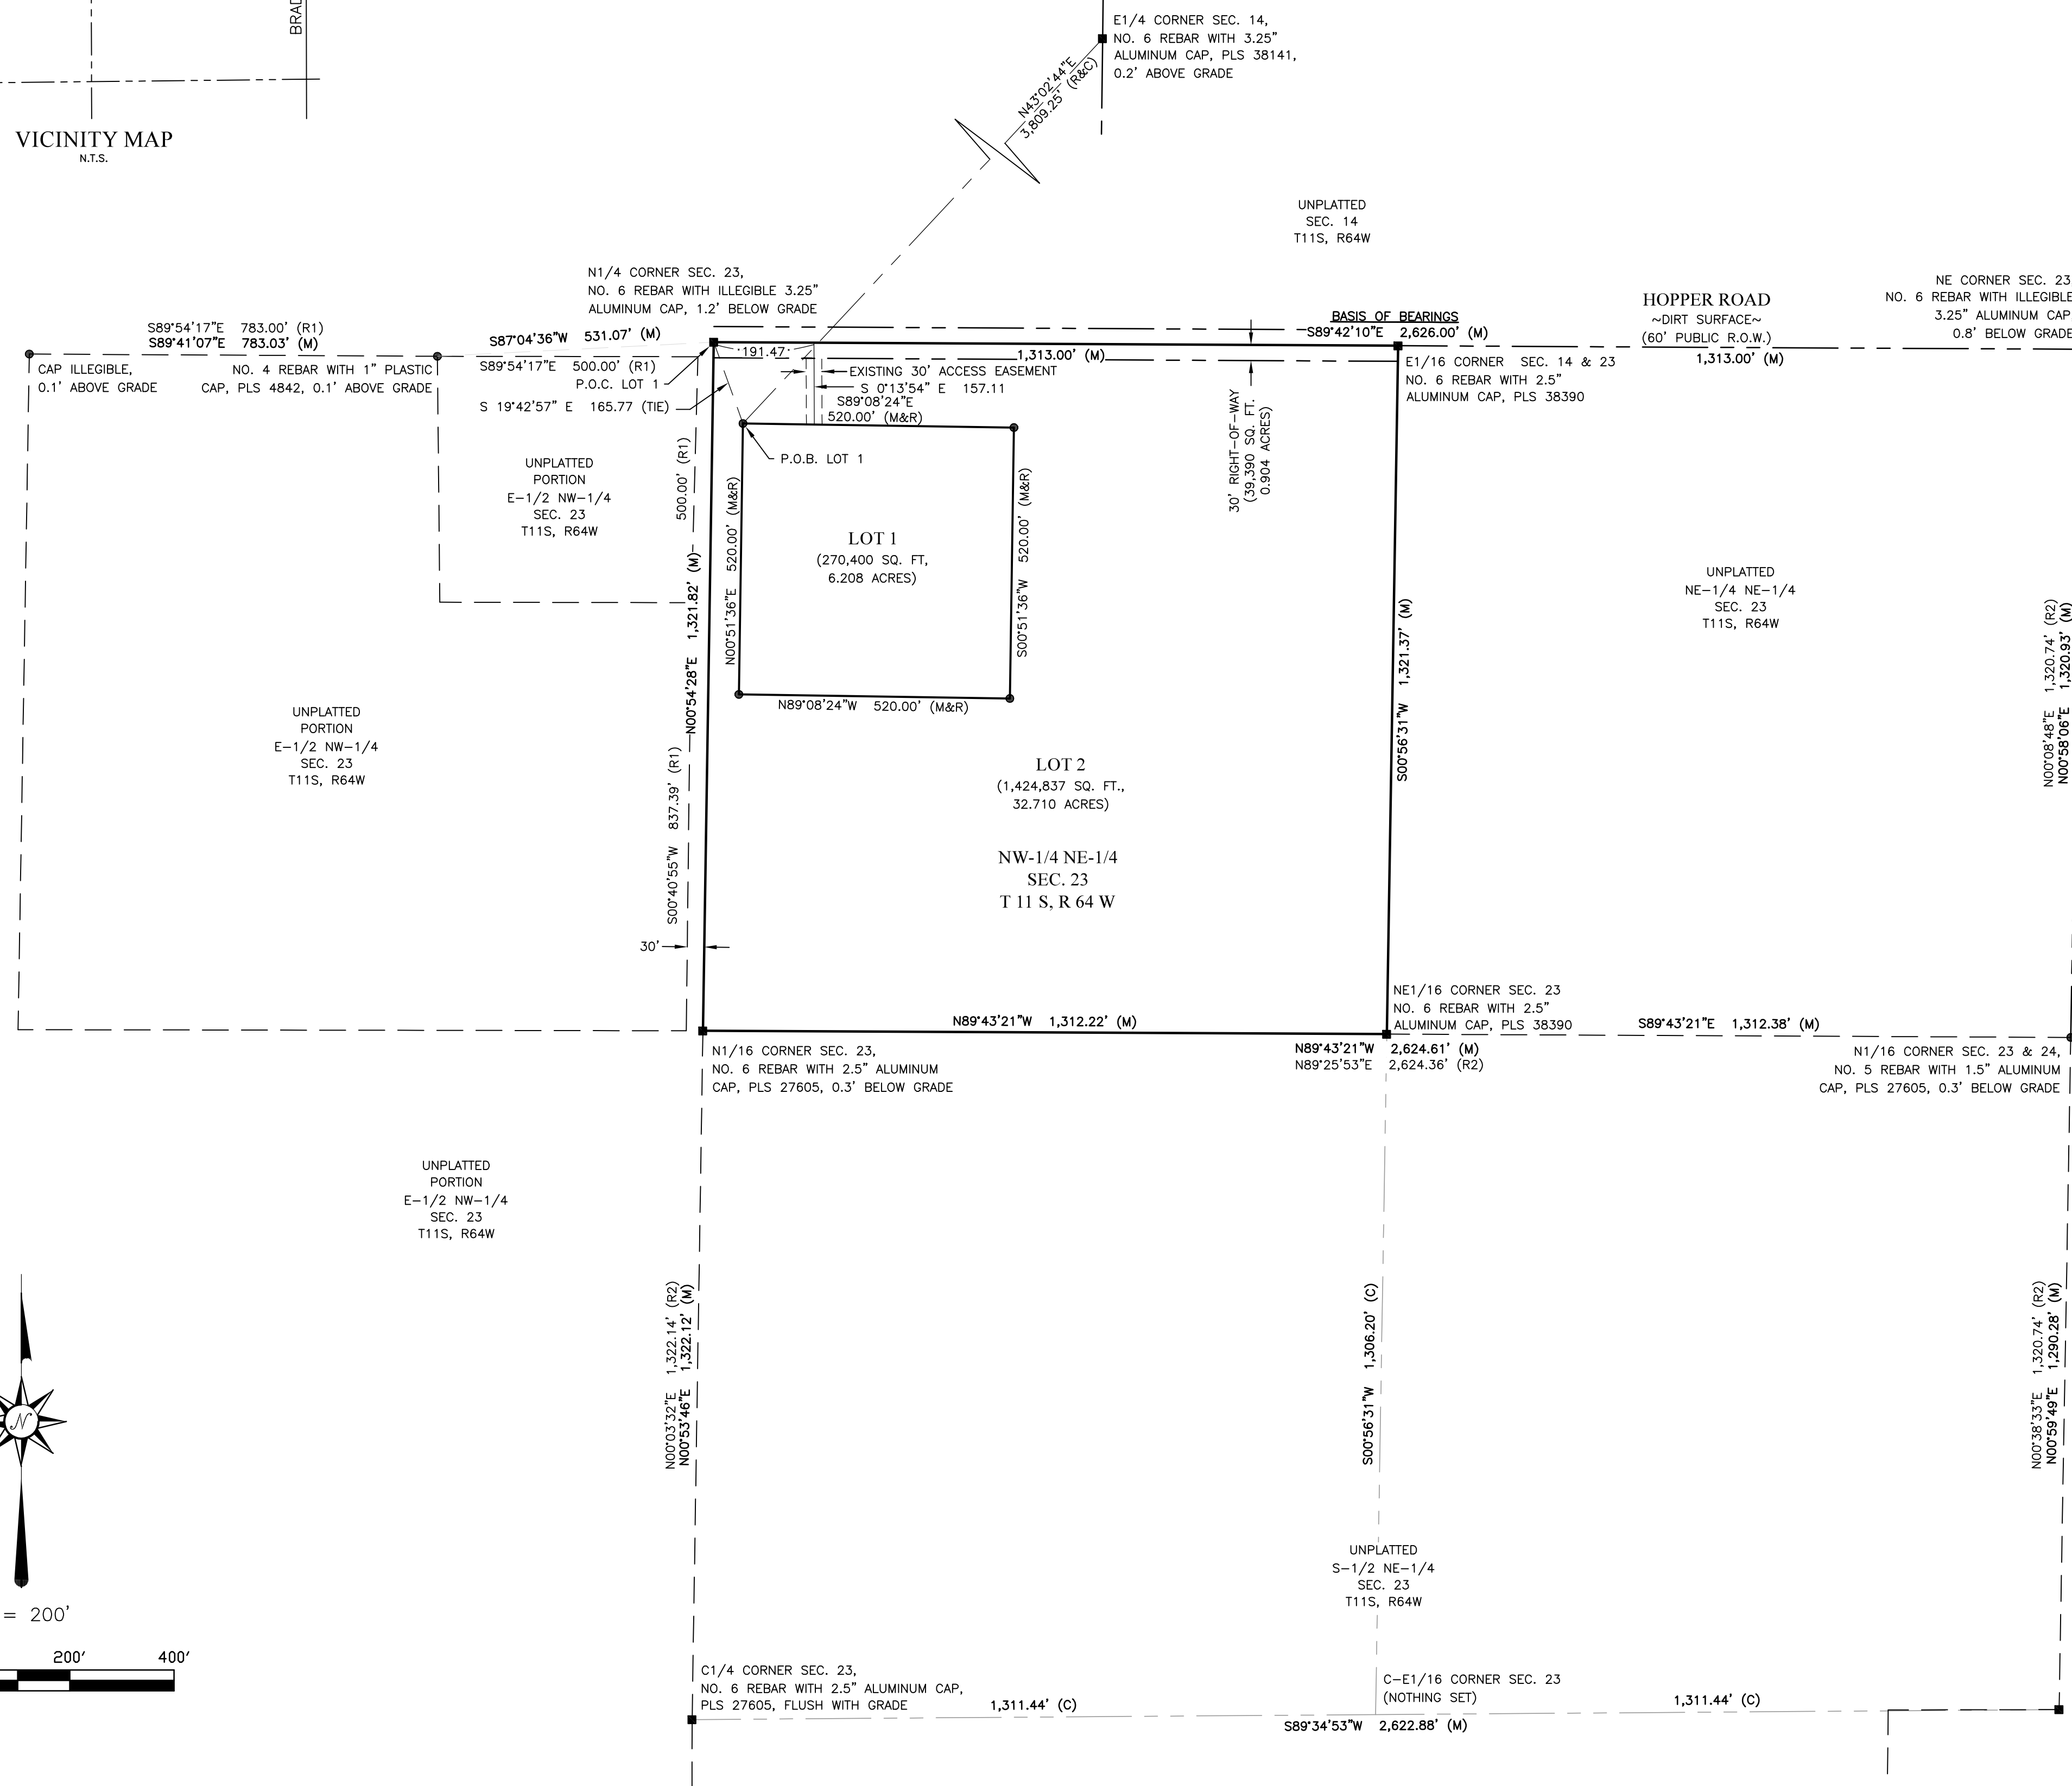 BRAD
VICINITY MAP
N.T.S.
E1/4 CORNER SEC. 14,
NO. 6 REBAR WITH 3.25"
ALUMINUM CAP, PLS 38141,
0.2' ABOVE GRADE
N43°02'44"E
3,809.25' (R&C)
UNPLATTED
SEC. 14
T11S, R64W
N1/4 CORNER SEC. 23,
NO. 6 REBAR WITH ILLEGIBLE 3.25"
ALUMINUM CAP, 1.2' BELOW GRADE
HOPPER ROAD
~DIRT SURFACE~
(60' PUBLIC R.O.W.)
1,313.00' (M)
NE CORNER SEC. 23
NO. 6 REBAR WITH ILLEGIBLE
3.25" ALUMINUM CAP
0.8' BELOW GRADE
BASIS OF BEARINGS
S89°42'10"E 2,626.00' (M)
S89°54'17"E 783.00' (R1)
S89°41'07"E 783.03' (M)
S87°04'36"W 531.07' (M)
S89°54'17"E 500.00' (R1)
P.O.C. LOT 1
S 19°42'57" E 165.77 (TIE)
191.47
1,313.00' (M)
CAP ILLEGIBLE,
0.1' ABOVE GRADE
NO. 4 REBAR WITH 1" PLASTIC
CAP, PLS 4842, 0.1' ABOVE GRADE
EXISTING 30' ACCESS EASEMENT
S 0°13'54" E 157.11
S89°08'24"E
520.00' (M&R)
E1/16 CORNER SEC. 14 & 23
NO. 6 REBAR WITH 2.5"
ALUMINUM CAP, PLS 38390
30' RIGHT-OF-WAY
(39,390 SQ. FT.
0.904 ACRES)
P.O.B. LOT 1
UNPLATTED
PORTION
E-1/2 NW-1/4
SEC. 23
T11S, R64W
500.00' (R1)
N00°51'36"E 520.00' (M&R)
LOT 1
(270,400 SQ. FT,
6.208 ACRES)
S00°51'36"W 520.00' (M&R)
N89°08'24"W 520.00' (M&R)
N00°54'28"E 1,321.82' (M)
S00°40'55"W 837.39' (R1)
30'
UNPLATTED
PORTION
E-1/2 NW-1/4
SEC. 23
T11S, R64W
LOT 2
(1,424,837 SQ. FT.,
32.710 ACRES)
NW-1/4 NE-1/4
SEC. 23
T 11 S, R 64 W
S00°56'31"W 1,321.37' (M)
UNPLATTED
NE-1/4 NE-1/4
SEC. 23
T11S, R64W
N00°08'48"E 1,320.74' (R2)
N00°58'06"E 1,320.93' (M)
NE1/16 CORNER SEC. 23
NO. 6 REBAR WITH 2.5"
ALUMINUM CAP, PLS 38390
N89°43'21"W 1,312.22' (M)
S89°43'21"E 1,312.38' (M)
N89°43'21"W 2,624.61' (M)
N89°25'53"E 2,624.36' (R2)
N1/16 CORNER SEC. 23,
NO. 6 REBAR WITH 2.5" ALUMINUM
CAP, PLS 27605, 0.3' BELOW GRADE
N1/16 CORNER SEC. 23 & 24,
NO. 5 REBAR WITH 1.5" ALUMINUM
CAP, PLS 27605, 0.3' BELOW GRADE
UNPLATTED
PORTION
E-1/2 NW-1/4
SEC. 23
T11S, R64W
N00°03'32"E 1,322.14' (R2)
N00°53'46"E 1,322.12' (M)
S00°56'31"W 1,306.20' (C)
N00°38'33"E 1,320.74' (R2)
N00°59'49"E 1,290.28' (M)
N
UNPLATTED
S-1/2 NE-1/4
SEC. 23
T11S, R64W
= 200'
200' 400'
C1/4 CORNER SEC. 23,
NO. 6 REBAR WITH 2.5" ALUMINUM CAP,
PLS 27605, FLUSH WITH GRADE
1,311.44' (C)
C-E1/16 CORNER SEC. 23
(NOTHING SET)
1,311.44' (C)
S89°34'53"W 2,622.88' (M)